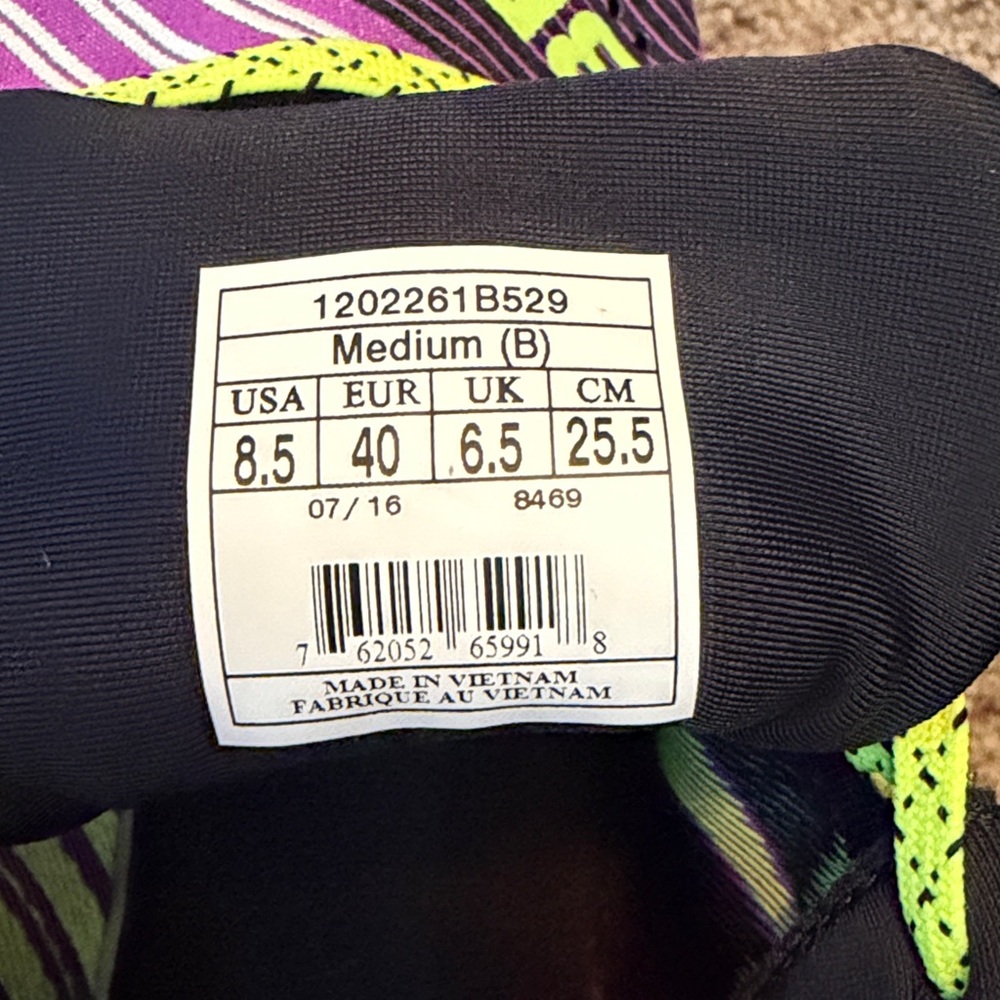 1202261B529
Medium (B)
USA EUR UK CM
8.5 40 6.5 25.5
07/16 8469
7 62052 65991 8
MADE IN VIETNAM
FABRIQUE AU VIETNAM